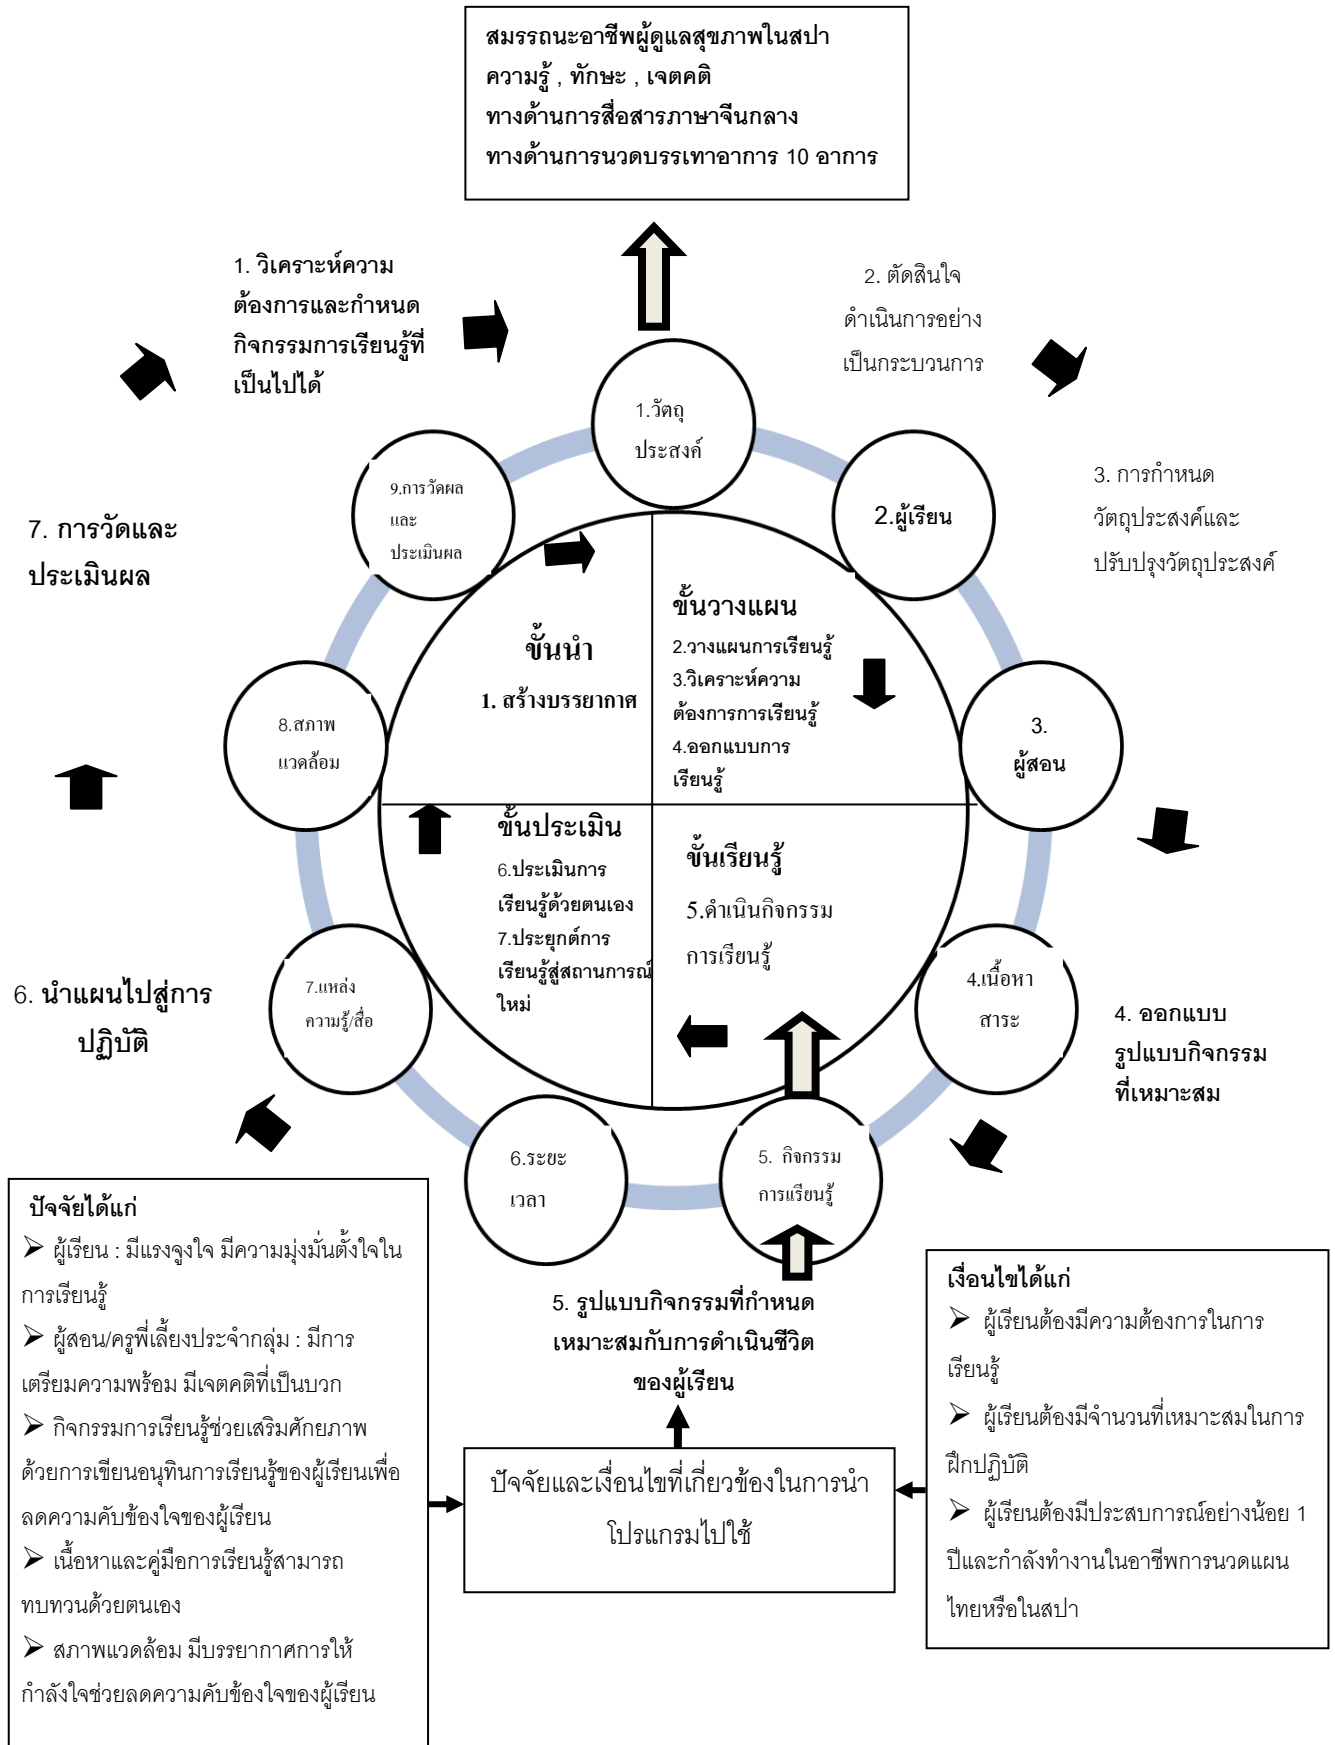 สมรรถนะอาชีพผู้ดูแลสุขภาพในสปา
ความรู้ , ทักษะ , เจตคติ
ทางด้านการสื่อสารภาษาจีนกลาง
ทางด้านการนวดบรรเทาอาการ 10 อาการ
1. วิเคราะห์ความ
ต้องการและกำหนด
กิจกรรมการเรียนรู้ที่
เป็นไปได้
2. ตัดสินใจ
ดำเนินการอย่าง
เป็นกระบวนการ
3. การกำหนด
วัตถุประสงค์และ
ปรับปรุงวัตถุประสงค์
4. ออกแบบ
รูปแบบกิจกรรม
ที่เหมาะสม
5. รูปแบบกิจกรรมที่กำหนด
เหมาะสมกับการดำเนินชีวิต
ของผู้เรียน
6. นำแผนไปสู่การ
ปฏิบัติ
7. การวัดและ
ประเมินผล
1.วัตถุ
ประสงค์
2.ผู้เรียน
3.
ผู้สอน
4.เนื้อหา
สาระ
5. กิจกรรม
การแรียนรู้
6.ระยะ
เวลา
7.แหล่ง
ความรู้/สื่อ
8.สภาพ
แวดล้อม
9.การวัดผล
และ
ประเมินผล
ขั้นนำ
1. สร้างบรรยากาศ
ขั้นวางแผน
2.วางแผนการเรียนรู้
3.วิเคราะห์ความ
ต้องการการเรียนรู้
4.ออกแบบการ
เรียนรู้
ขั้นเรียนรู้
5.ดำเนินกิจกรรม
การเรียนรู้
ขั้นประเมิน
6.ประเมินการ
เรียนรู้ด้วยตนเอง
7.ประยุกต์การ
เรียนรู้สู่สถานการณ์
ใหม่
ปัจจัยได้แก่
➢ ผู้เรียน : มีแรงจูงใจ มีความมุ่งมั่นตั้งใจใน
การเรียนรู้
➢ ผู้สอน/ครูพี่เลี้ยงประจำกลุ่ม : มีการ
เตรียมความพร้อม มีเจตคติที่เป็นบวก
➢ กิจกรรมการเรียนรู้ช่วยเสริมศักยภาพ
ด้วยการเขียนอนุทินการเรียนรู้ของผู้เรียนเพื่อ
ลดความคับข้องใจของผู้เรียน
➢ เนื้อหาและคู่มือการเรียนรู้สามารถ
ทบทวนด้วยตนเอง
➢ สภาพแวดล้อม มีบรรยากาศการให้
กำลังใจช่วยลดความคับข้องใจของผู้เรียน
ปัจจัยและเงื่อนไขที่เกี่ยวข้องในการนำ
โปรแกรมไปใช้
เงื่อนไขได้แก่
➢ ผู้เรียนต้องมีความต้องการในการ
เรียนรู้
➢ ผู้เรียนต้องมีจำนวนที่เหมาะสมในการ
ฝึกปฏิบัติ
➢ ผู้เรียนต้องมีประสบการณ์อย่างน้อย 1
ปีและกำลังทำงานในอาชีพการนวดแผน
ไทยหรือในสปา